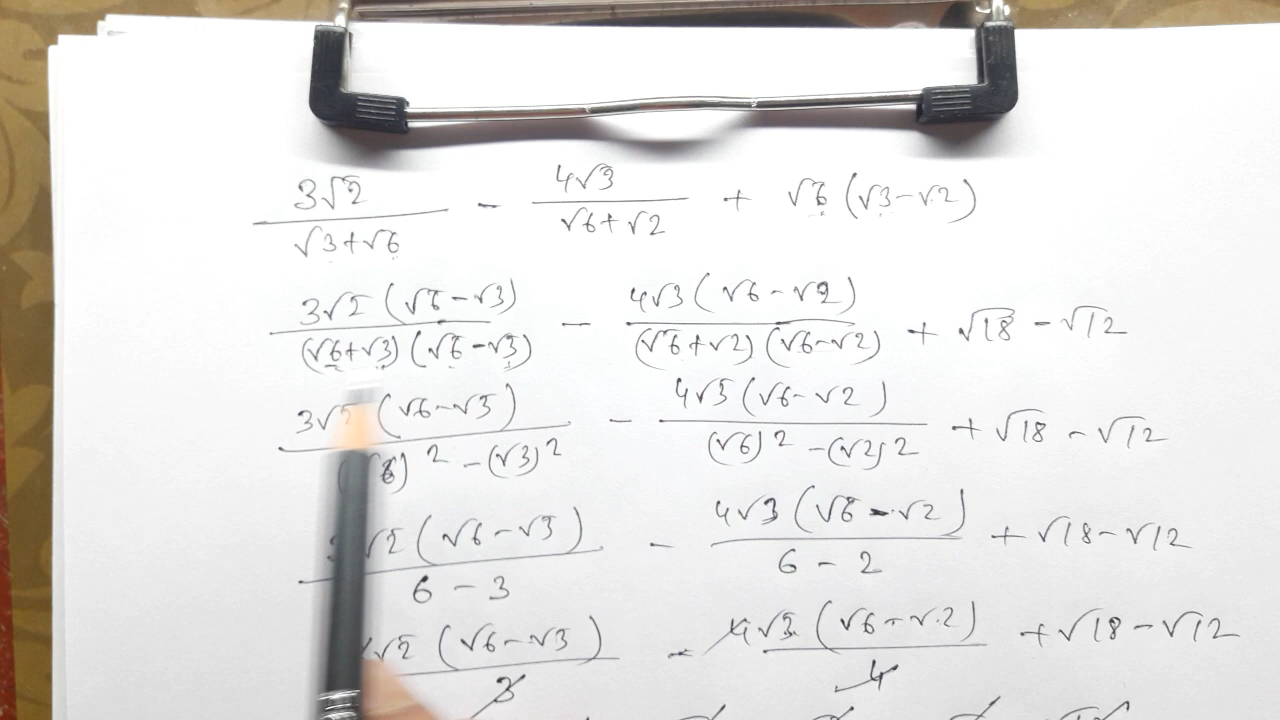 3√2 / (√3+√6) - 4√3 / (√6+√2) + √6 (√3-√2)
3√2 (√6-√3) / (√6+√3) (√6-√3) - 4√3 (√6-√2) / (√6+√2) (√6-√2) + √18 - √12
3√2 (√6-√3) / (√6)² - (√3)² - 4√3 (√6-√2) / (√6)² - (√2)² + √18 - √12
√2 (√6-√3) / 6 - 3 - 4√3 (√6-√2) / 6 - 2 + √18 - √12
√2 (√6-√3) / 3 - 4√3 (√6-√2) / 4 + √18 - √12